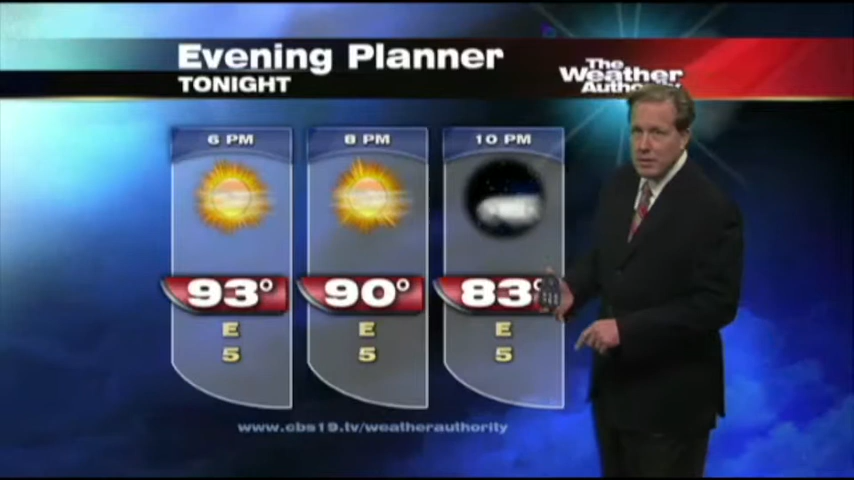 Evening Planner
TONIGHT
The
Weather
Authority
6 PM
8 PM
10 PM
93°
90°
83°
E
E
E
5
5
5
www.cbs19.tv/weatherauthority